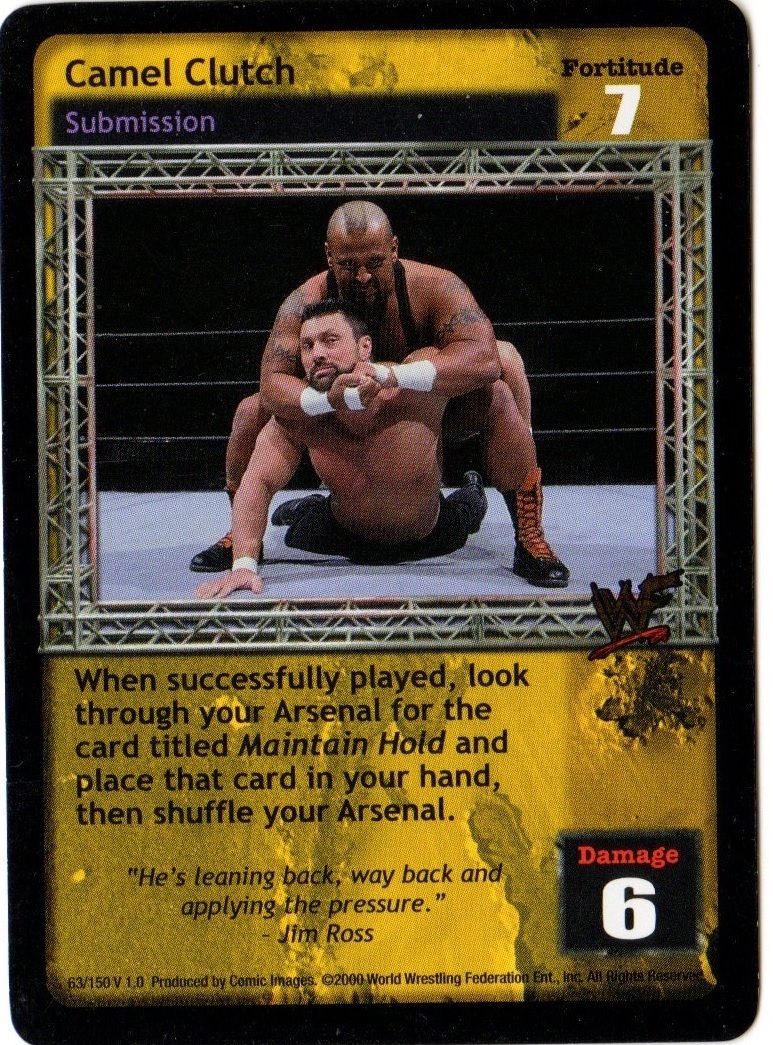 Camel Clutch
Fortitude
7
Submission
WF
When successfully played, look
through your Arsenal for the
card titled Maintain Hold and
place that card in your hand,
then shuffle your Arsenal.
"He's leaning back, way back and
applying the pressure."
- Jim Ross
Damage
6
63/150 V 1.0 Produced by Comic Images. ©2000 World Wrestling Federation Ent., Inc. All Rights Reserved.